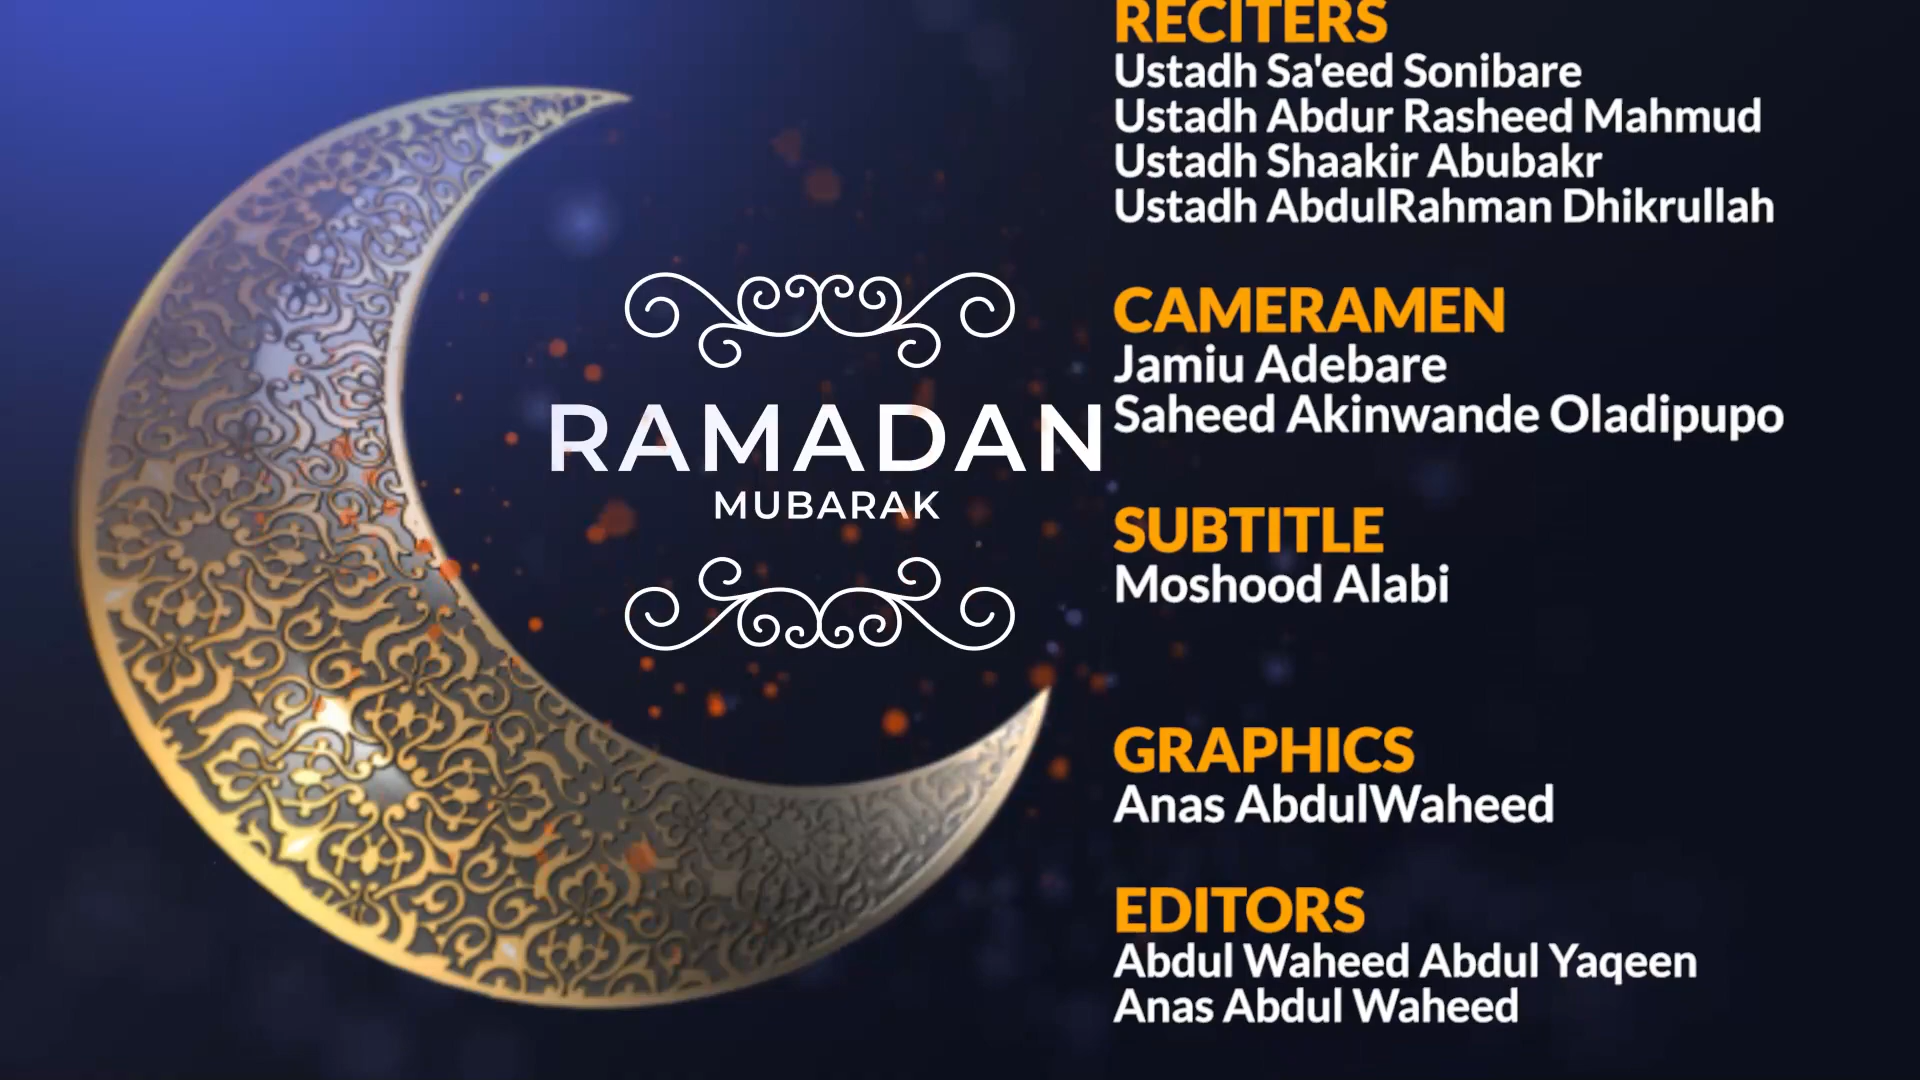 RAMADAN
MUBARAK
RECITERS
Ustadh Sa'eed Sonibare
Ustadh Abdur Rasheed Mahmud
Ustadh Shaakir Abubakr
Ustadh AbdulRahman Dhikrullah
CAMERAMEN
Jamiu Adebare
Saheed Akinwande Oladipupo
SUBTITLE
Moshood Alabi
GRAPHICS
Anas AbdulWaheed
EDITORS
Abdul Waheed Abdul Yaqeen
Anas Abdul Waheed